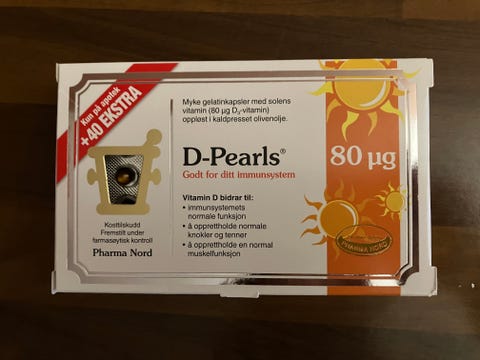 Kun på apotek
+40 EKSTRA
Myke gelatinkapsler med solens
vitamin (80 µg D₃-vitamin)
oppløst i kaldpresset olivenolje.
D-Pearls®
Godt for ditt immunsystem
80 µg
Vitamin D bidrar til:
• immunsystemets
normale funksjon
• å opprettholde normale
knokler og tenner
• å opprettholde en normal
muskelfunksjon
Kosttilskudd
Fremstilt under
farmasøytisk kontroll
Pharma Nord
PHARMA NORD